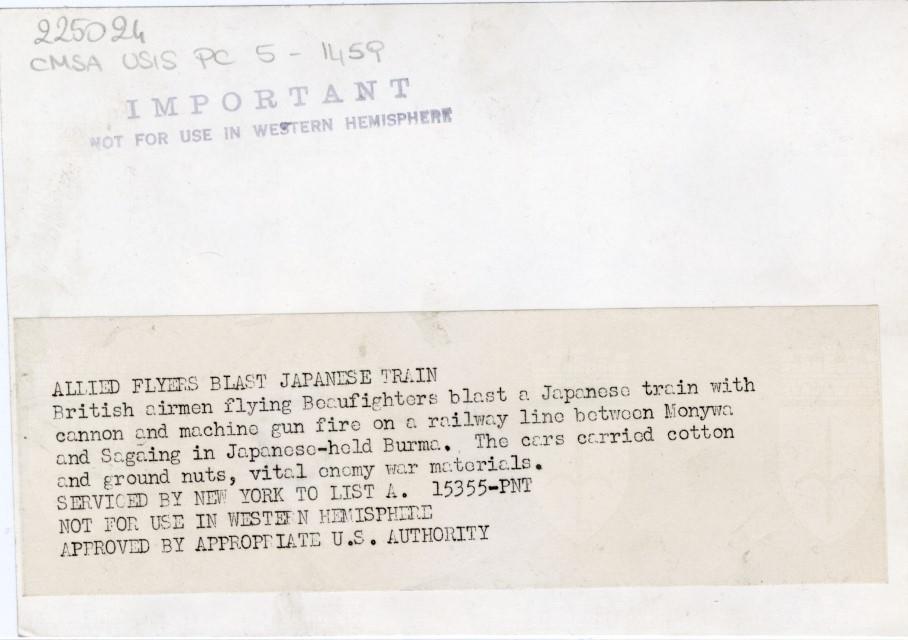 225024
CMSA USIS PC 5 - 1459
IMPORTANT
NOT FOR USE IN WESTERN HEMISPHERE
ALLIED FLYERS BLAST JAPANESE TRAIN
British airmen flying Beaufighters blast a Japanese train with
cannon and machine gun fire on a railway line between Monywa
and Sagaing in Japanese-held Burma. The cars carried cotton
and ground nuts, vital enemy war materials.
SERVICED BY NEW YORK TO LIST A. 15355-PNT
NOT FOR USE IN WESTERN HEMISPHERE
APPROVED BY APPROPRIATE U.S. AUTHORITY